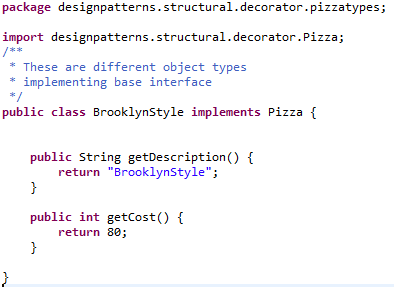 package designpatterns.structural.decorator.pizzatypes;
import designpatterns.structural.decorator.Pizza;
/**
 * These are different object types
 * implementing base interface
 */
public class BrooklynStyle implements Pizza {
    public String getDescription() {
        return "BrooklynStyle";
    }
    public int getCost() {
        return 80;
    }
}